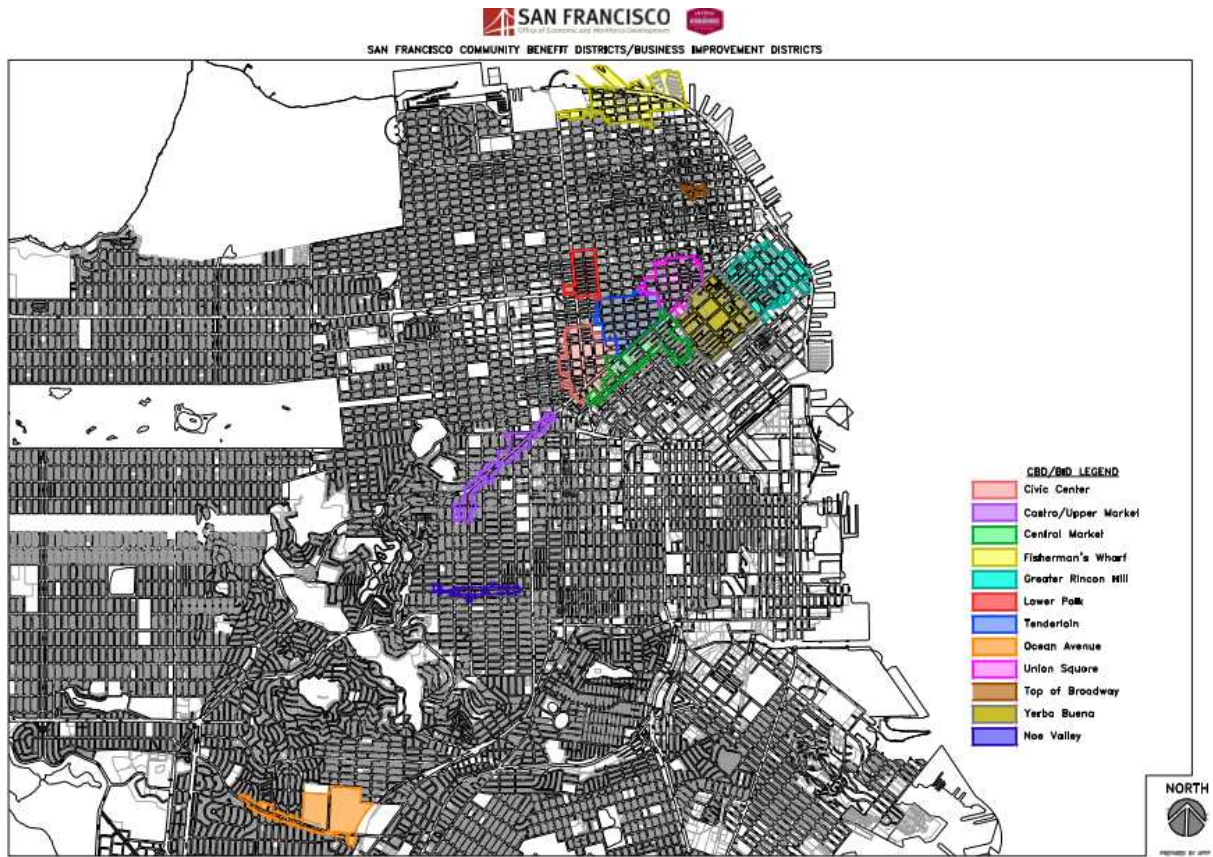 SAN FRANCISCO
Office of Economic and Workforce Development
SAN FRANCISCO COMMUNITY BENEFIT DISTRICTS/BUSINESS IMPROVEMENT DISTRICTS
CBD/BID LEGEND
Civic Center
Castro/Upper Market
Central Market
Fisherman's Wharf
Greater Rincon Hill
Lower Polk
Tenderloin
Ocean Avenue
Union Square
Top of Broadway
Yerba Buena
Noe Valley
NORTH
PREPARED BY